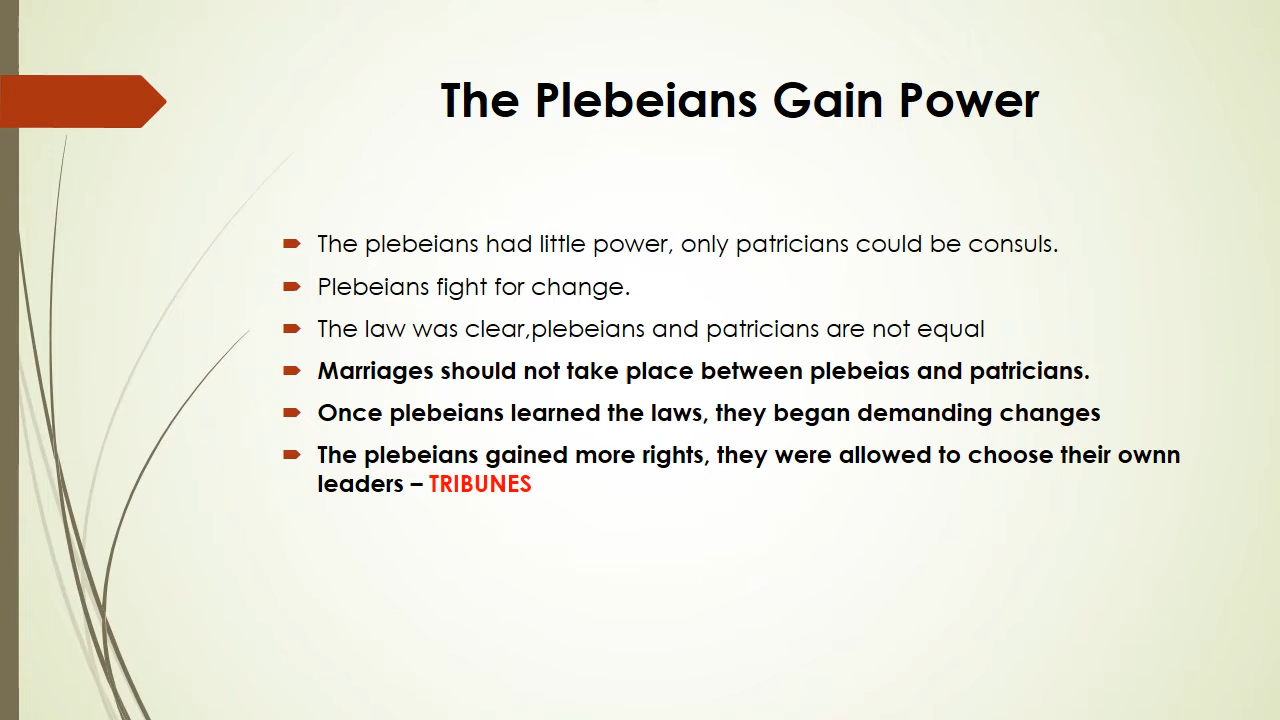 The Plebeians Gain Power
The plebeians had little power, only patricians could be consuls.
Plebeians fight for change.
The law was clear,plebeians and patricians are not equal
Marriages should not take place between plebeias and patricians.
Once plebeians learned the laws, they began demanding changes
The plebeians gained more rights, they were allowed to choose their ownn
leaders – TRIBUNES